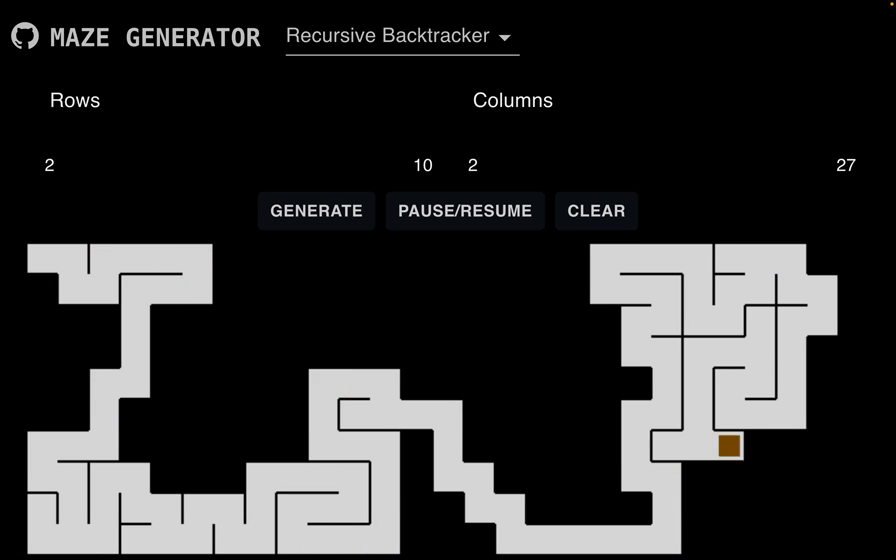 MAZE GENERATOR Recursive Backtracker
Rows Columns
2 10 2 27
GENERATE PAUSE/RESUME CLEAR